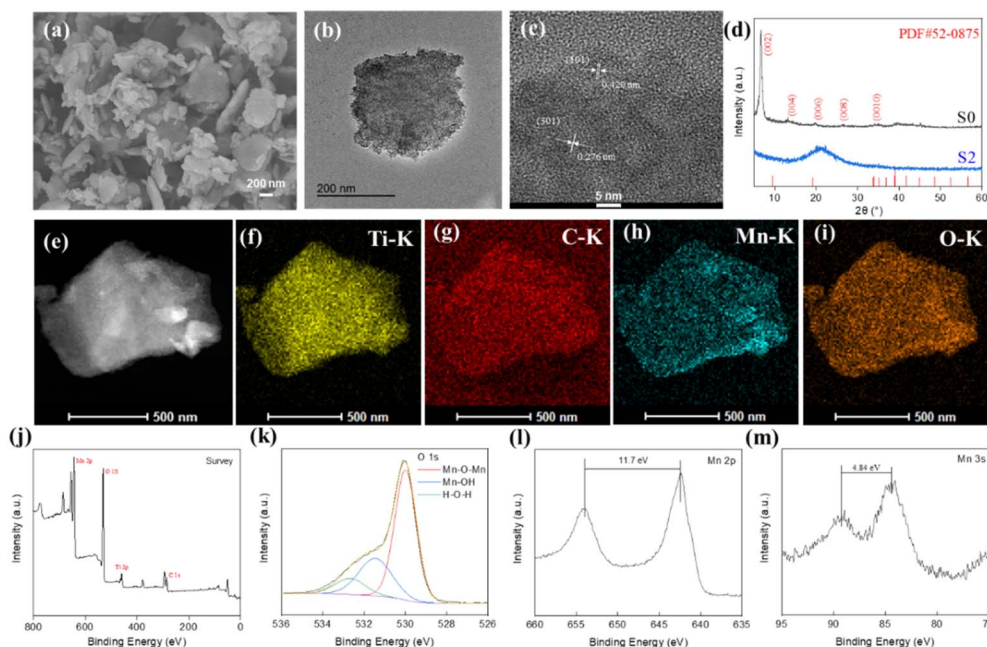 (a)
200 nm
(b)
200 nm
(c)
(101)
0.420 nm
(301)
0.276 nm
5 nm
(d)
PDF#52-0875
(002)
(004)
(006)
(008)
(0010)
S0
S2
Intensity (a.u.)
5 10 20 30 40 50 60
2θ (°)
(e)
500 nm
(f)
Ti-K
500 nm
(g)
C-K
500 nm
(h)
Mn-K
500 nm
(i)
O-K
500 nm
(j)
Survey
Mn 2p
O 1S
Ti 2p
C 1s
Intensity (a.u.)
800 600 400 200 0
Binding Energy (eV)
(k)
O 1s
Mn-O-Mn
Mn-OH
H-O-H
Intensity (a.u.)
536 534 532 530 528 526
Binding Energy (eV)
(l)
Mn 2p
11.7 eV
Intensity (a.u.)
660 655 650 645 640 635
Binding Energy (eV)
(m)
Mn 3s
4.84 eV
Intensity (a.u.)
95 90 85 80 75
Binding Energy (eV)